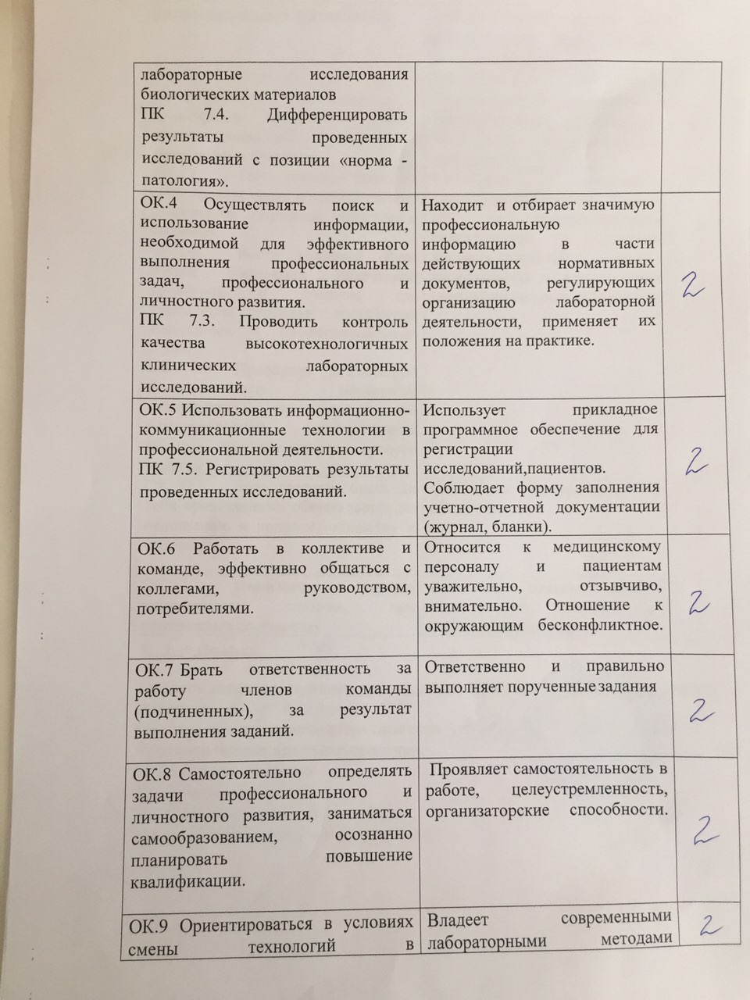 лабораторные исследования
биологических материалов
ПК 7.4. Дифференцировать
результаты проведенных
исследований с позиции «норма -
патология».
ОК.4 Осуществлять поиск и
использование информации,
необходимой для эффективного
выполнения профессиональных
задач, профессионального и
личностного развития.
ПК 7.3. Проводить контроль
качества высокотехнологичных
клинических лабораторных
исследований.
Находит и отбирает значимую
профессиональную
информацию в части
действующих нормативных
документов, регулирующих
организацию лабораторной
деятельности, применяет их
положения на практике.
2
ОК.5 Использовать информационно-
коммуникационные технологии в
профессиональной деятельности.
ПК 7.5. Регистрировать результаты
проведенных исследований.
Использует прикладное
программное обеспечение для
регистрации
исследований,пациентов.
Соблюдает форму заполнения
учетно-отчетной документации
(журнал, бланки).
2
ОК.6 Работать в коллективе и
команде, эффективно общаться с
коллегами, руководством,
потребителями.
Относится к медицинскому
персоналу и пациентам
уважительно, отзывчиво,
внимательно. Отношение к
окружающим бесконфликтное.
2
ОК.7 Брать ответственность за
работу членов команды
(подчиненных), за результат
выполнения заданий.
Ответственно и правильно
выполняет порученные задания
2
ОК.8 Самостоятельно определять
задачи профессионального и
личностного развития, заниматься
самообразованием, осознанно
планировать повышение
квалификации.
Проявляет самостоятельность в
работе, целеустремленность,
организаторские способности.
2
ОК.9 Ориентироваться в условиях
смены технологий в
Владеет современными
лабораторными методами
2